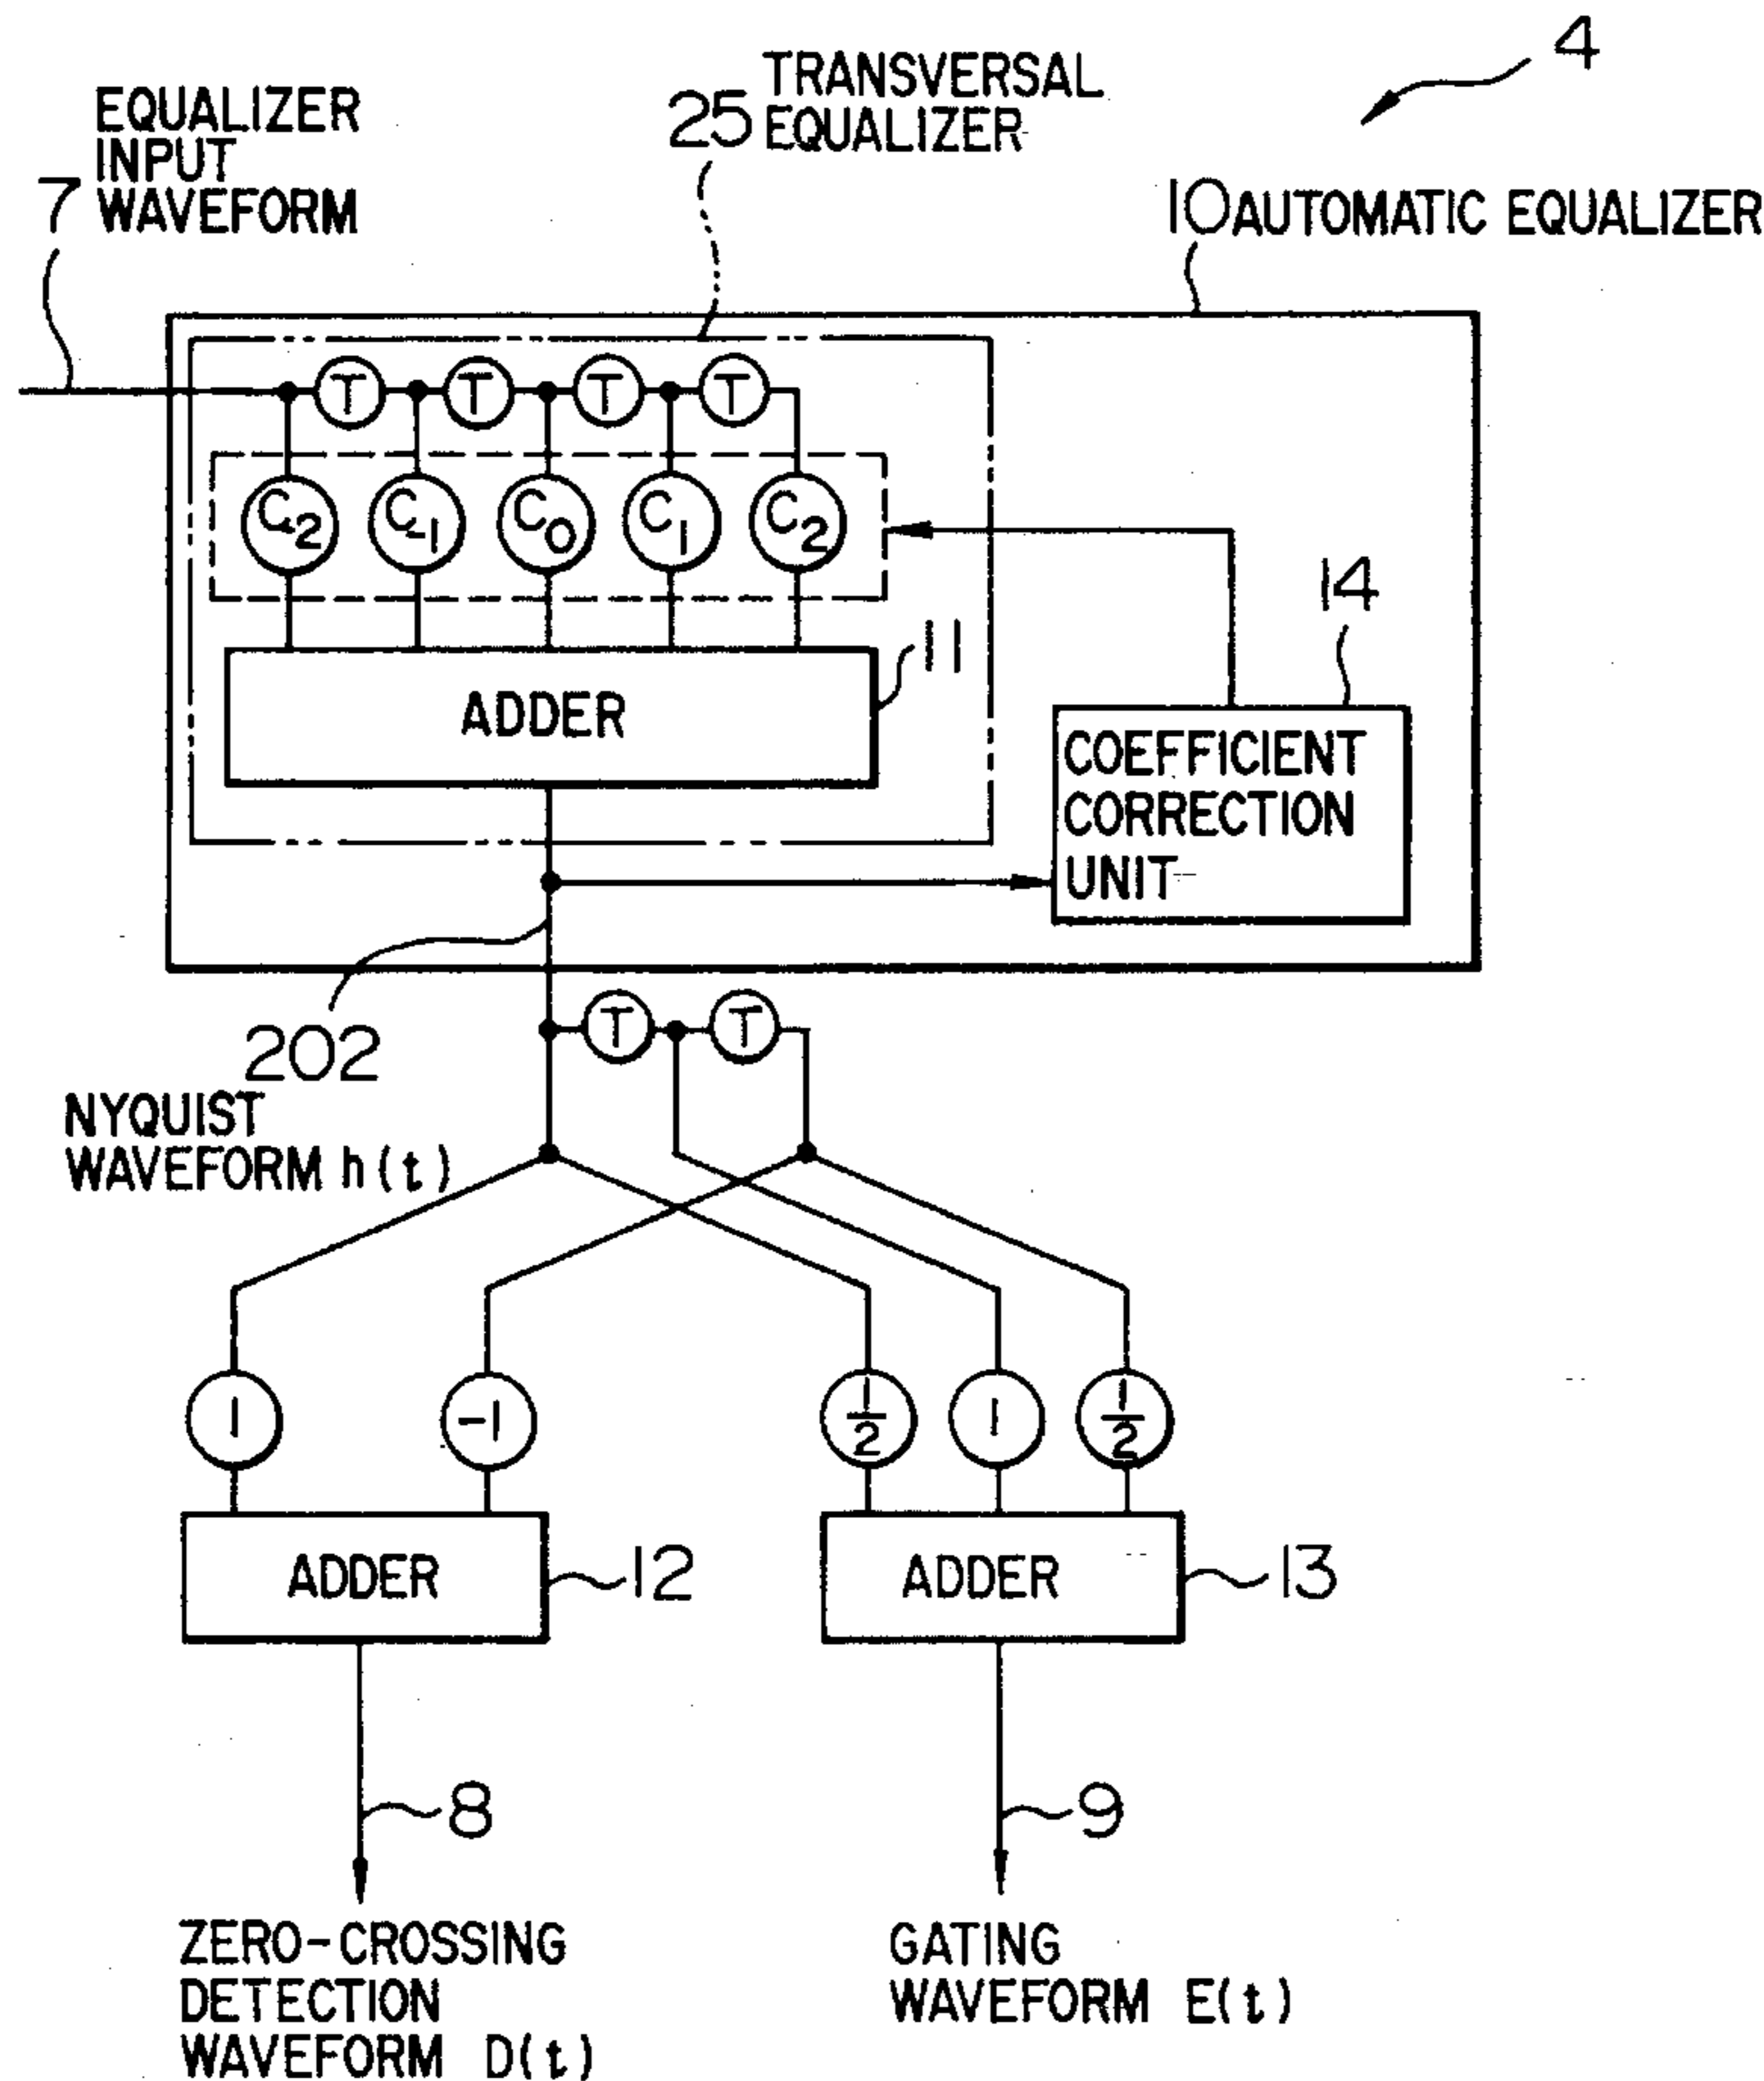 4
TRANSVERSAL
25 EQUALIZER
EQUALIZER
INPUT
7 WAVEFORM
10 AUTOMATIC EQUALIZER
T T T T
C-2 C-1 C0 C1 C2
14
11
ADDER
COEFFICIENT
CORRECTION
UNIT
T T
202
NYQUIST
WAVEFORM h(t)
1 -1 1/2 1 1/2
ADDER 12 ADDER 13
8 9
ZERO-CROSSING
DETECTION
WAVEFORM D(t)
GATING
WAVEFORM E(t)